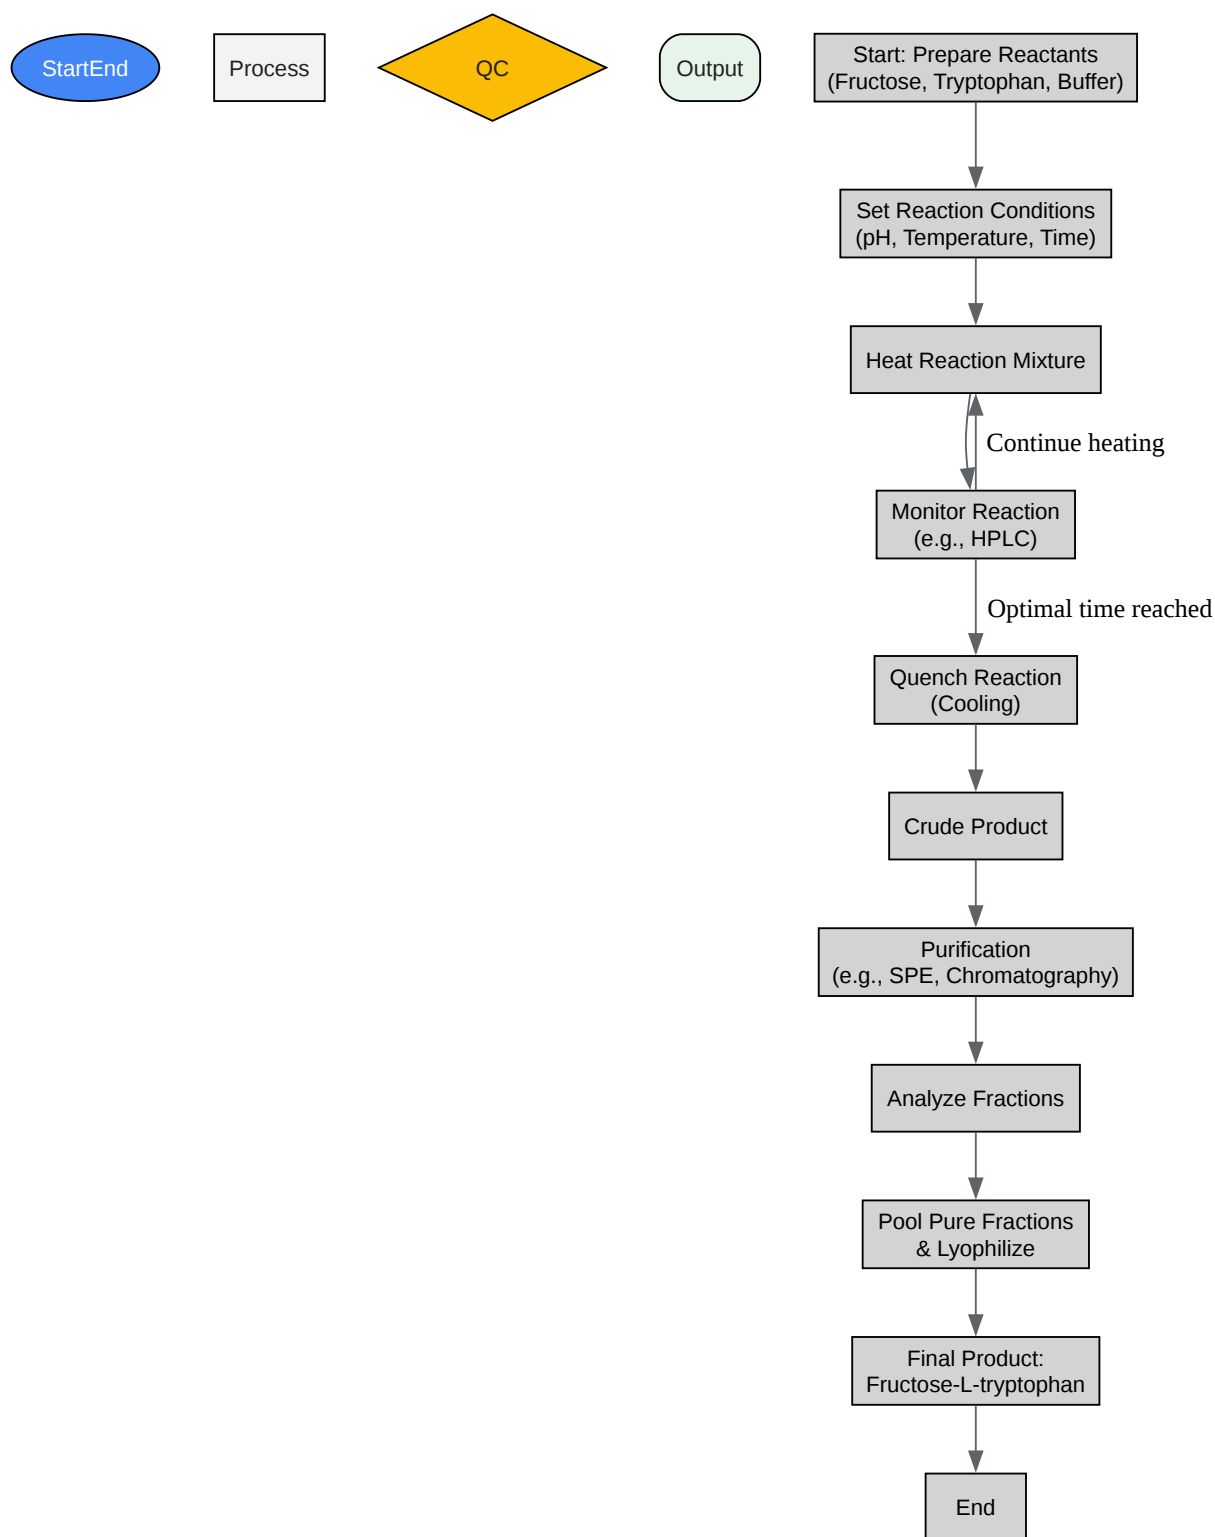 StartEnd
Process
QC
Output
Start: Prepare Reactants
(Fructose, Tryptophan, Buffer)
Set Reaction Conditions
(pH, Temperature, Time)
Heat Reaction Mixture
Continue heating
Monitor Reaction
(e.g., HPLC)
Optimal time reached
Quench Reaction
(Cooling)
Crude Product
Purification
(e.g., SPE, Chromatography)
Analyze Fractions
Pool Pure Fractions
& Lyophilize
Final Product:
Fructose-L-tryptophan
End